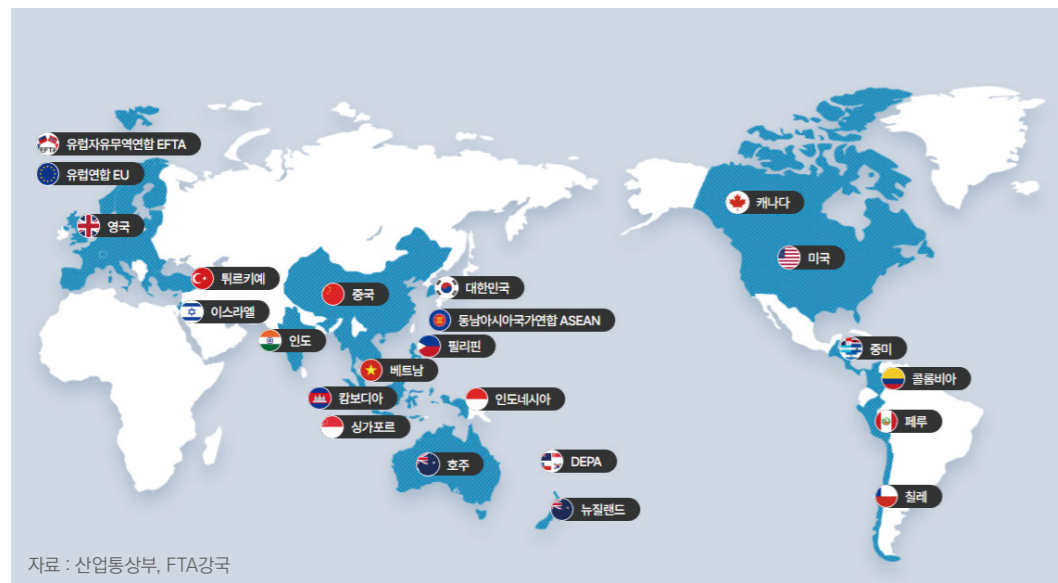 유럽자유무역연합 EFTA
유럽연합 EU
영국
튀르키예
이스라엘
중국
인도
대한민국
동남아시아국가연합 ASEAN
필리핀
베트남
캄보디아
인도네시아
싱가포르
호주
DEPA
뉴질랜드
캐나다
미국
중미
콜롬비아
페루
칠레
자료 : 산업통상부, FTA강국